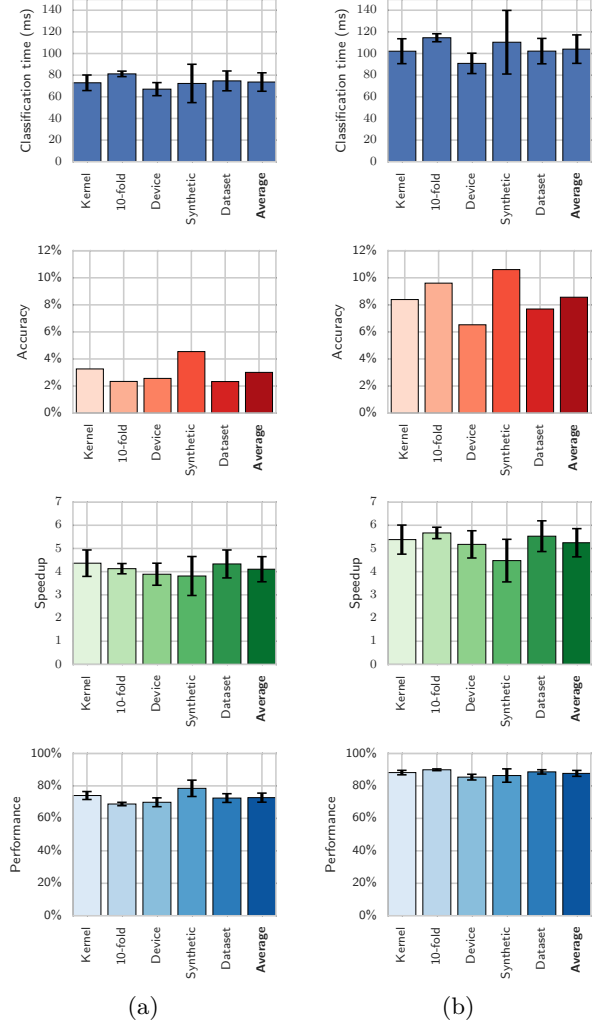 Classification time (ms)
140
120
100
80
60
40
20
0
Kernel
10-fold
Device
Synthetic
Dataset
Average
Classification time (ms)
140
120
100
80
60
40
20
0
Kernel
10-fold
Device
Synthetic
Dataset
Average
Accuracy
12%
10%
8%
6%
4%
2%
0%
Kernel
10-fold
Device
Synthetic
Dataset
Average
Accuracy
12%
10%
8%
6%
4%
2%
0%
Kernel
10-fold
Device
Synthetic
Dataset
Average
Speedup
7
6
5
4
3
2
1
0
Kernel
10-fold
Device
Synthetic
Dataset
Average
Speedup
7
6
5
4
3
2
1
0
Kernel
10-fold
Device
Synthetic
Dataset
Average
Performance
100%
80%
60%
40%
20%
0%
Kernel
10-fold
Device
Synthetic
Dataset
Average
Performance
100%
80%
60%
40%
20%
0%
Kernel
10-fold
Device
Synthetic
Dataset
Average
(a)
(b)